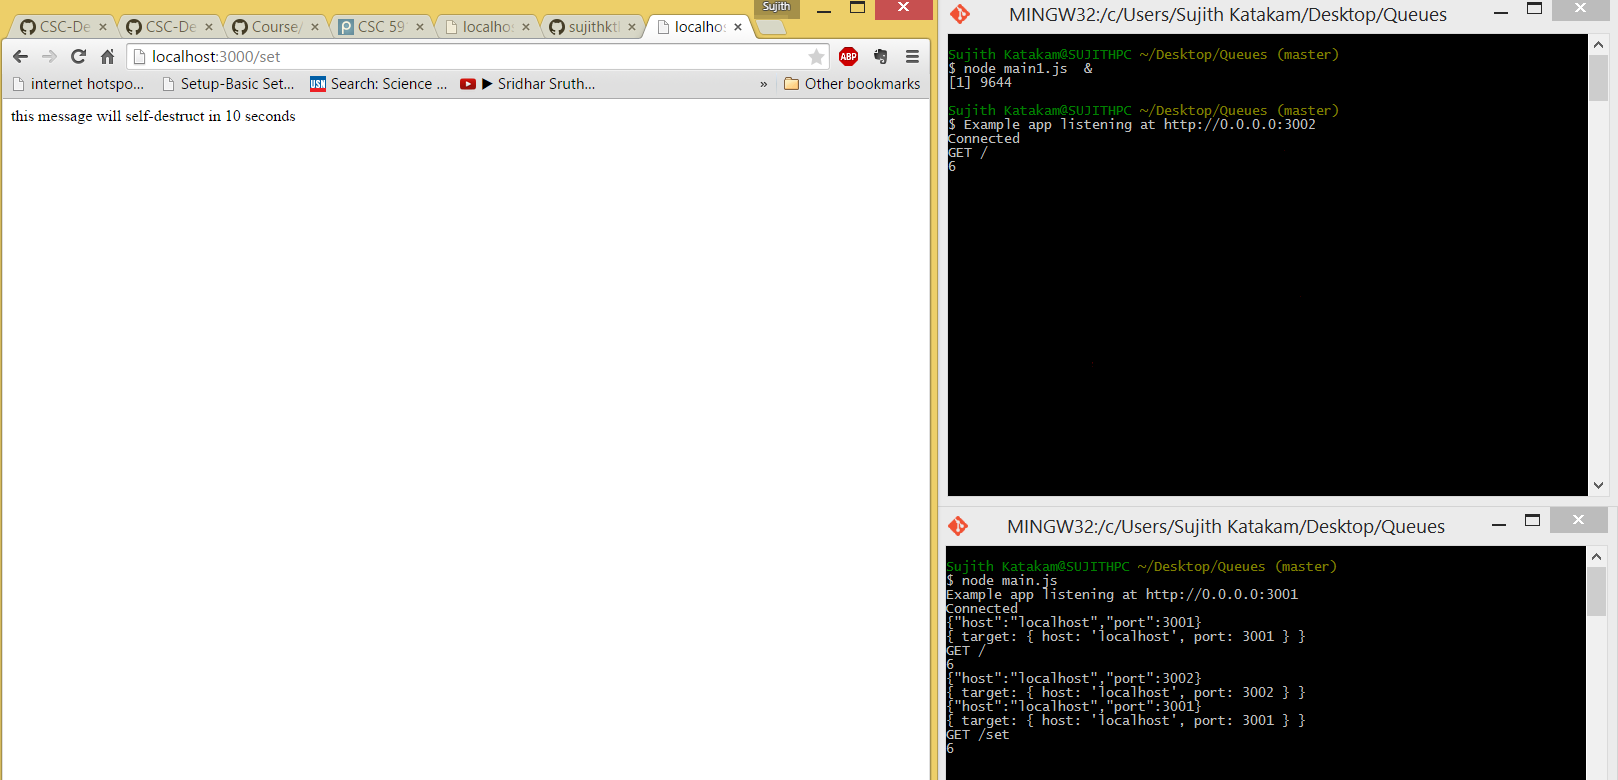 Sujith
CSC-De
CSC-De
Course/
CSC 59
localhos
sujithktl
localhos
localhost:3000/set
ABP
internet hotspo...
Setup-Basic Set...
USN Search: Science ...
▶ Sridhar Sruth...
» Other bookmarks
this message will self-destruct in 10 seconds
MINGW32:/c/Users/Sujith Katakam/Desktop/Queues
Sujith Katakam@SUJITHPC ~/Desktop/Queues (master)
$ node main1.js  &
[1] 9644
Sujith Katakam@SUJITHPC ~/Desktop/Queues (master)
$ Example app listening at http://0.0.0.0:3002
Connected
GET /
6
MINGW32:/c/Users/Sujith Katakam/Desktop/Queues
Sujith Katakam@SUJITHPC ~/Desktop/Queues (master)
$ node main.js
Example app listening at http://0.0.0.0:3001
Connected
{"host":"localhost","port":3001}
{ target: { host: 'localhost', port: 3001 } }
GET /
6
{"host":"localhost","port":3002}
{ target: { host: 'localhost', port: 3002 } }
{"host":"localhost","port":3001}
{ target: { host: 'localhost', port: 3001 } }
GET /set
6